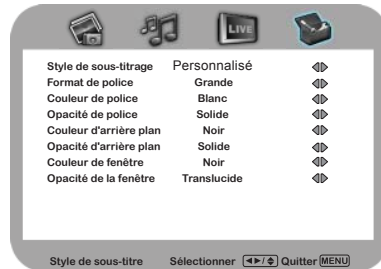 LIVE
Style de sous-titrage Personnalisé
Format de police Grande
Couleur de police Blanc
Opacité de police Solide
Couleur d'arrière plan Noir
Opacité d'arrière plan Solide
Couleur de fenêtre Noir
Opacité de la fenêtre Translucide
Style de sous-titre Sélectionner Quitter MENU